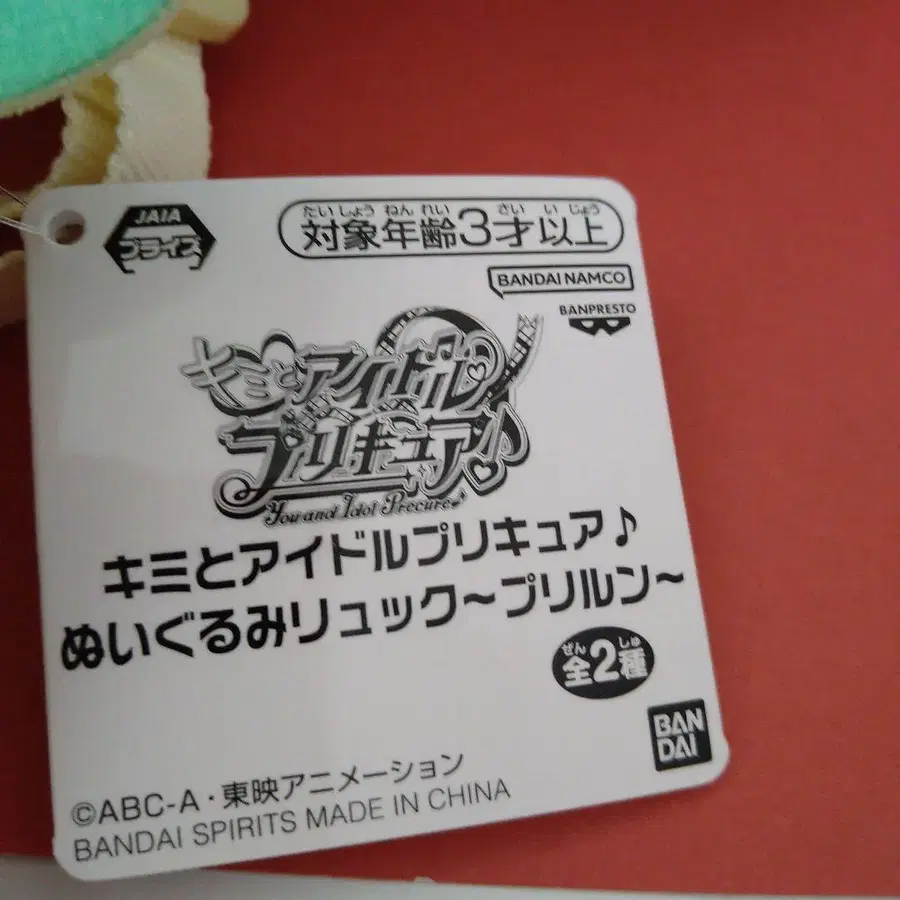 JAIA
プライズ
たいしょう ねんれい さい いじょう
対象年齢3才以上
BANDAI NAMCO
BANPRESTO
キミとアイドル
プリキュア♪
You and Idol Precure♪
キミとアイドルプリキュア♪
ぬいぐるみリュック～プリルン～
ぜん しゅ
全2種
BAN
DAI
©ABC-A・東映アニメーション
BANDAI SPIRITS MADE IN CHINA